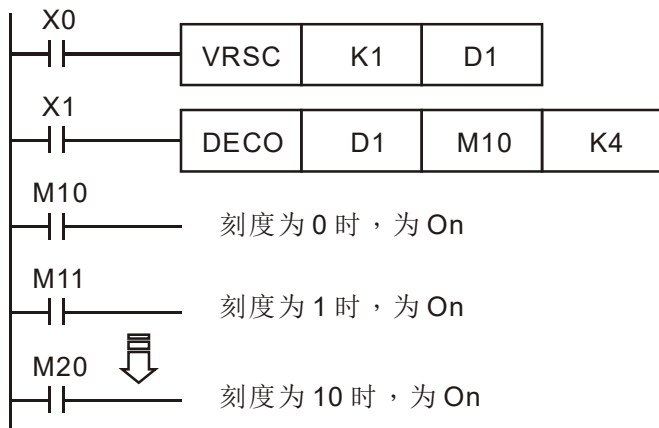 X0
VRSC K1 D1
X1
DECO D1 M10 K4
M10
刻度为 0 时，为 On
M11
刻度为 1 时，为 On
M20
刻度为 10 时，为 On